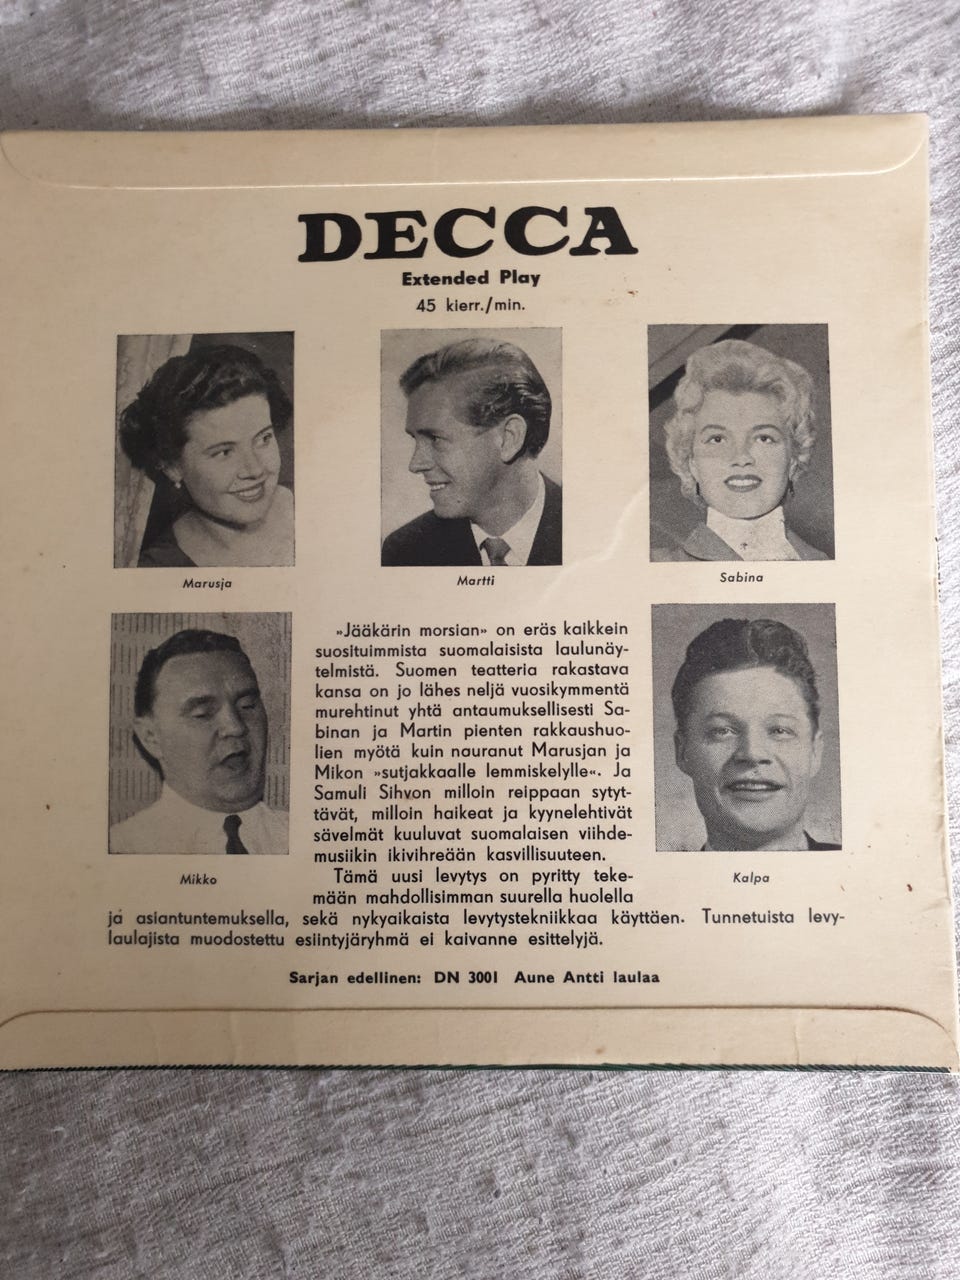 DECCA
Extended Play
45 kierr./min.
Marusja
Martti
Sabina
»Jääkärin morsian» on eräs kaikkein
suosituimmista suomalaisista laulunäy-
telmistä. Suomen teatteria rakastava
kansa on jo lähes neljä vuosikymmentä
murehtinut yhtä antaumuksellisesti Sa-
binan ja Martin pienten rakkaushuo-
lien myötä kuin nauranut Marusjan ja
Mikon »sutjakkaalle lemmiskelylle«. Ja
Samuli Sihvon milloin reippaan sytyt-
tävät, milloin haikeat ja kyynelehtivät
sävelmät kuuluvat suomalaisen viihde-
musiikin ikivihreään kasvillisuuteen.
Tämä uusi levytys on pyritty teke-
mään mahdollisimman suurella huolella
ja asiantuntemuksella, sekä nykyaikaista levytystekniikkaa käyttäen. Tunnetuista levy-
laulajista muodostettu esiintyjäryhmä ei kaivanne esittelyjä.
Mikko
Kalpa
Sarjan edellinen: DN 3001 Aune Antti laulaa